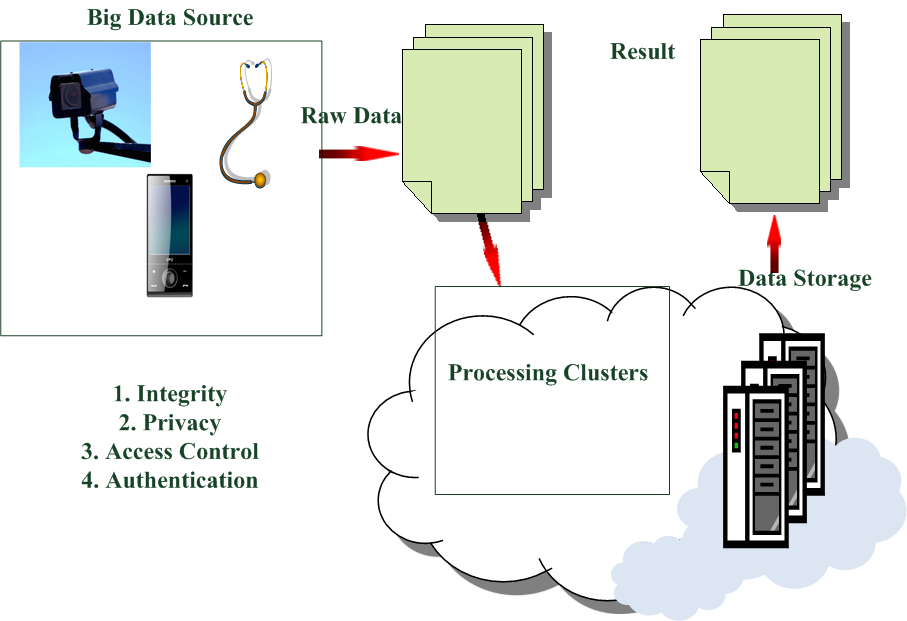 Big Data Source
Raw Data
Result
Data Storage
Processing Clusters
1. Integrity
2. Privacy
3. Access Control
4. Authentication